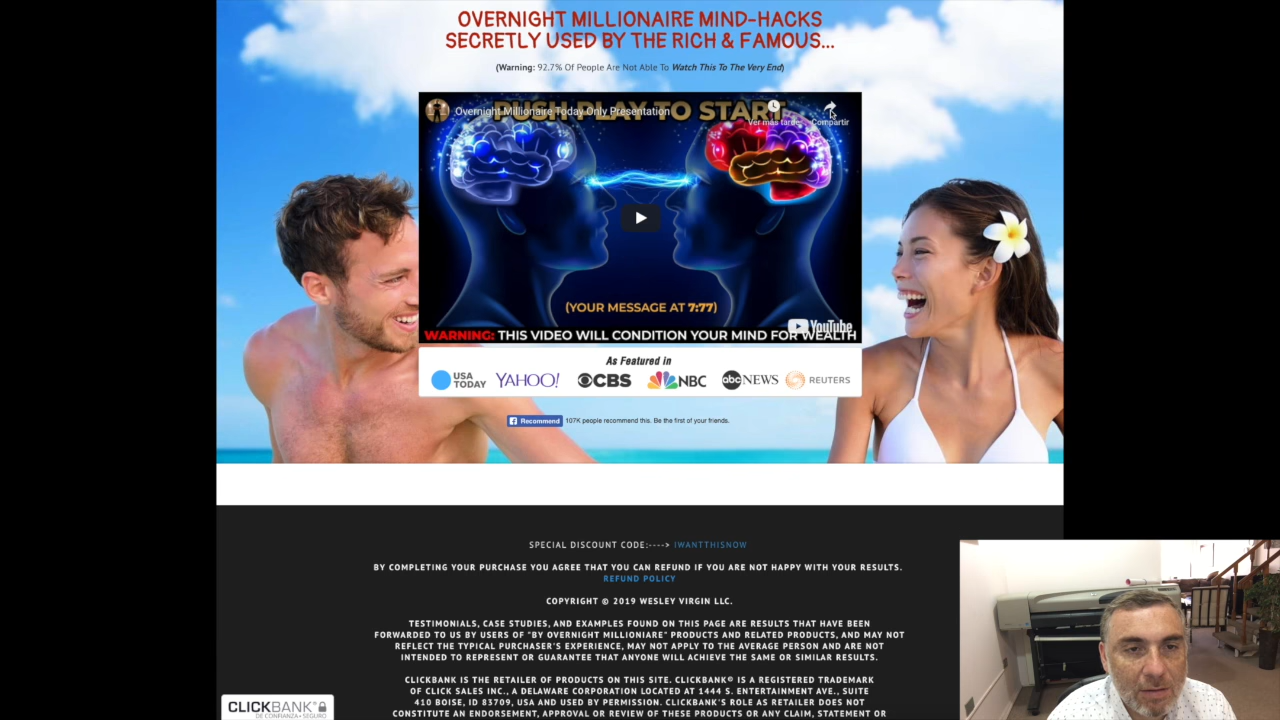 OVERNIGHT MILLIONAIRE MIND-HACKS
SECRETLY USED BY THE RICH & FAMOUS...
(Warning: 92.7% Of People Are Not Able To Watch This To The Very End)
PUSH PLAY TO START
Overnight Millionaire Today Only Presentation
Ver más tarde
Compartir
(YOUR MESSAGE AT 7:77)
YouTube
WARNING: THIS VIDEO WILL CONDITION YOUR MIND FOR WEALTH
As Featured in
USA TODAY YAHOO! CBS NBC abc NEWS REUTERS
Recommend 107K people recommend this. Be the first of your friends.
SPECIAL DISCOUNT CODE:----> IWANTTHISNOW
BY COMPLETING YOUR PURCHASE YOU AGREE THAT YOU CAN REFUND IF YOU ARE NOT HAPPY WITH YOUR RESULTS.
REFUND POLICY
COPYRIGHT © 2019 WESLEY VIRGIN LLC.
TESTIMONIALS, CASE STUDIES, AND EXAMPLES FOUND ON THIS PAGE ARE RESULTS THAT HAVE BEEN
FORWARDED TO US BY USERS OF "BY OVERNIGHT MILLIONIARE" PRODUCTS AND RELATED PRODUCTS, AND MAY NOT
REFLECT THE TYPICAL PURCHASER'S EXPERIENCE, MAY NOT APPLY TO THE AVERAGE PERSON AND ARE NOT
INTENDED TO REPRESENT OR GUARANTEE THAT ANYONE WILL ACHIEVE THE SAME OR SIMILAR RESULTS.
CLICKBANK IS THE RETAILER OF PRODUCTS ON THIS SITE. CLICKBANK® IS A REGISTERED TRADEMARK
OF CLICK SALES INC., A DELAWARE CORPORATION LOCATED AT 1444 S. ENTERTAINMENT AVE., SUITE
410 BOISE, ID 83709, USA AND USED BY PERMISSION. CLICKBANK'S ROLE AS RETAILER DOES NOT
CONSTITUTE AN ENDORSEMENT, APPROVAL OR REVIEW OF THESE PRODUCTS OR ANY CLAIM, STATEMENT OR
CLICKBANK®
DE CONFIANZA • SEGURO